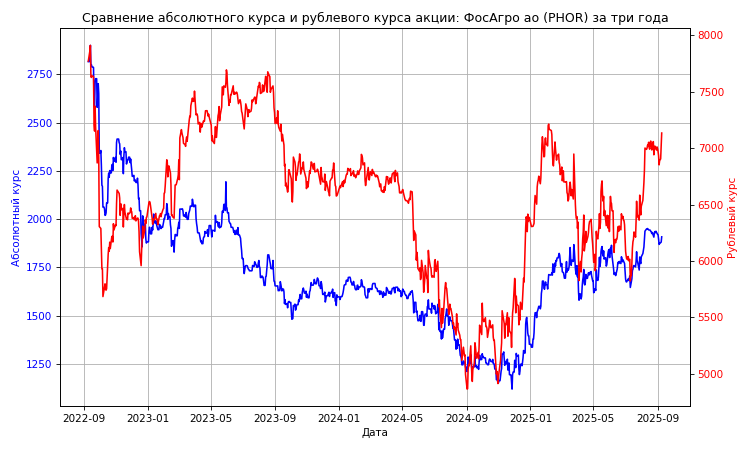 Сравнение абсолютного курса и рублевого курса акции: ФосАгро ао (PHOR) за три года
8000
2750
7500
2500
7000
2250
6500
2000
6000
1750
5500
1500
5000
1250
Абсолютный курс
Рублевый курс
2022-09 2023-01 2023-05 2023-09 2024-01 2024-05 2024-09 2025-01 2025-05 2025-09
Дата